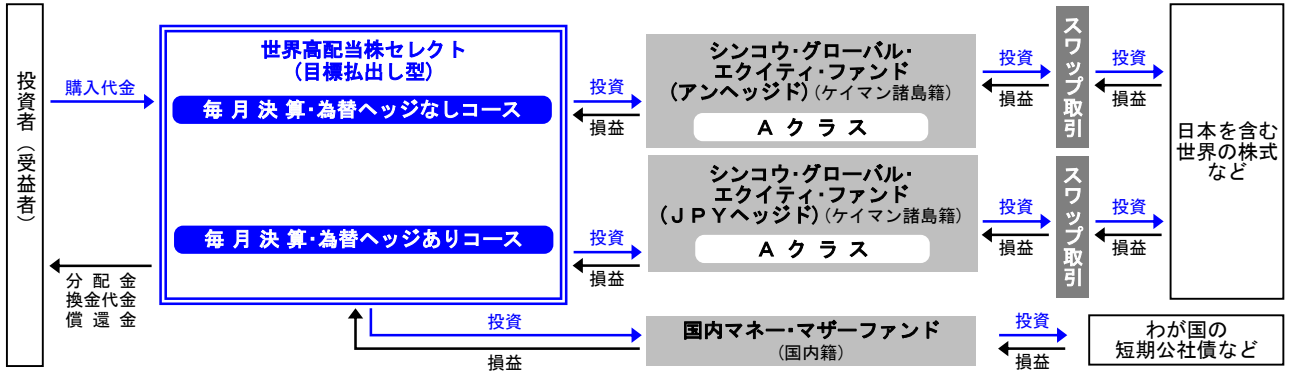 投資者（受益者）
購入代金
分配金
換金代金
償還金
世界高配当株セレクト
（目標払出し型）
毎月決算・為替ヘッジなしコース
毎月決算・為替ヘッジありコース
投資
損益
投資
損益
投資
損益
シンコウ・グローバル・
エクイティ・ファンド
（アンヘッジド）（ケイマン諸島籍）
Ａクラス
シンコウ・グローバル・
エクイティ・ファンド
（ＪＰＹヘッジド）（ケイマン諸島籍）
Ａクラス
国内マネー・マザーファンド
（国内籍）
投資
損益
スワップ取引
投資
損益
投資
損益
スワップ取引
投資
損益
投資
損益
日本を含む
世界の株式
など
わが国の
短期公社債など